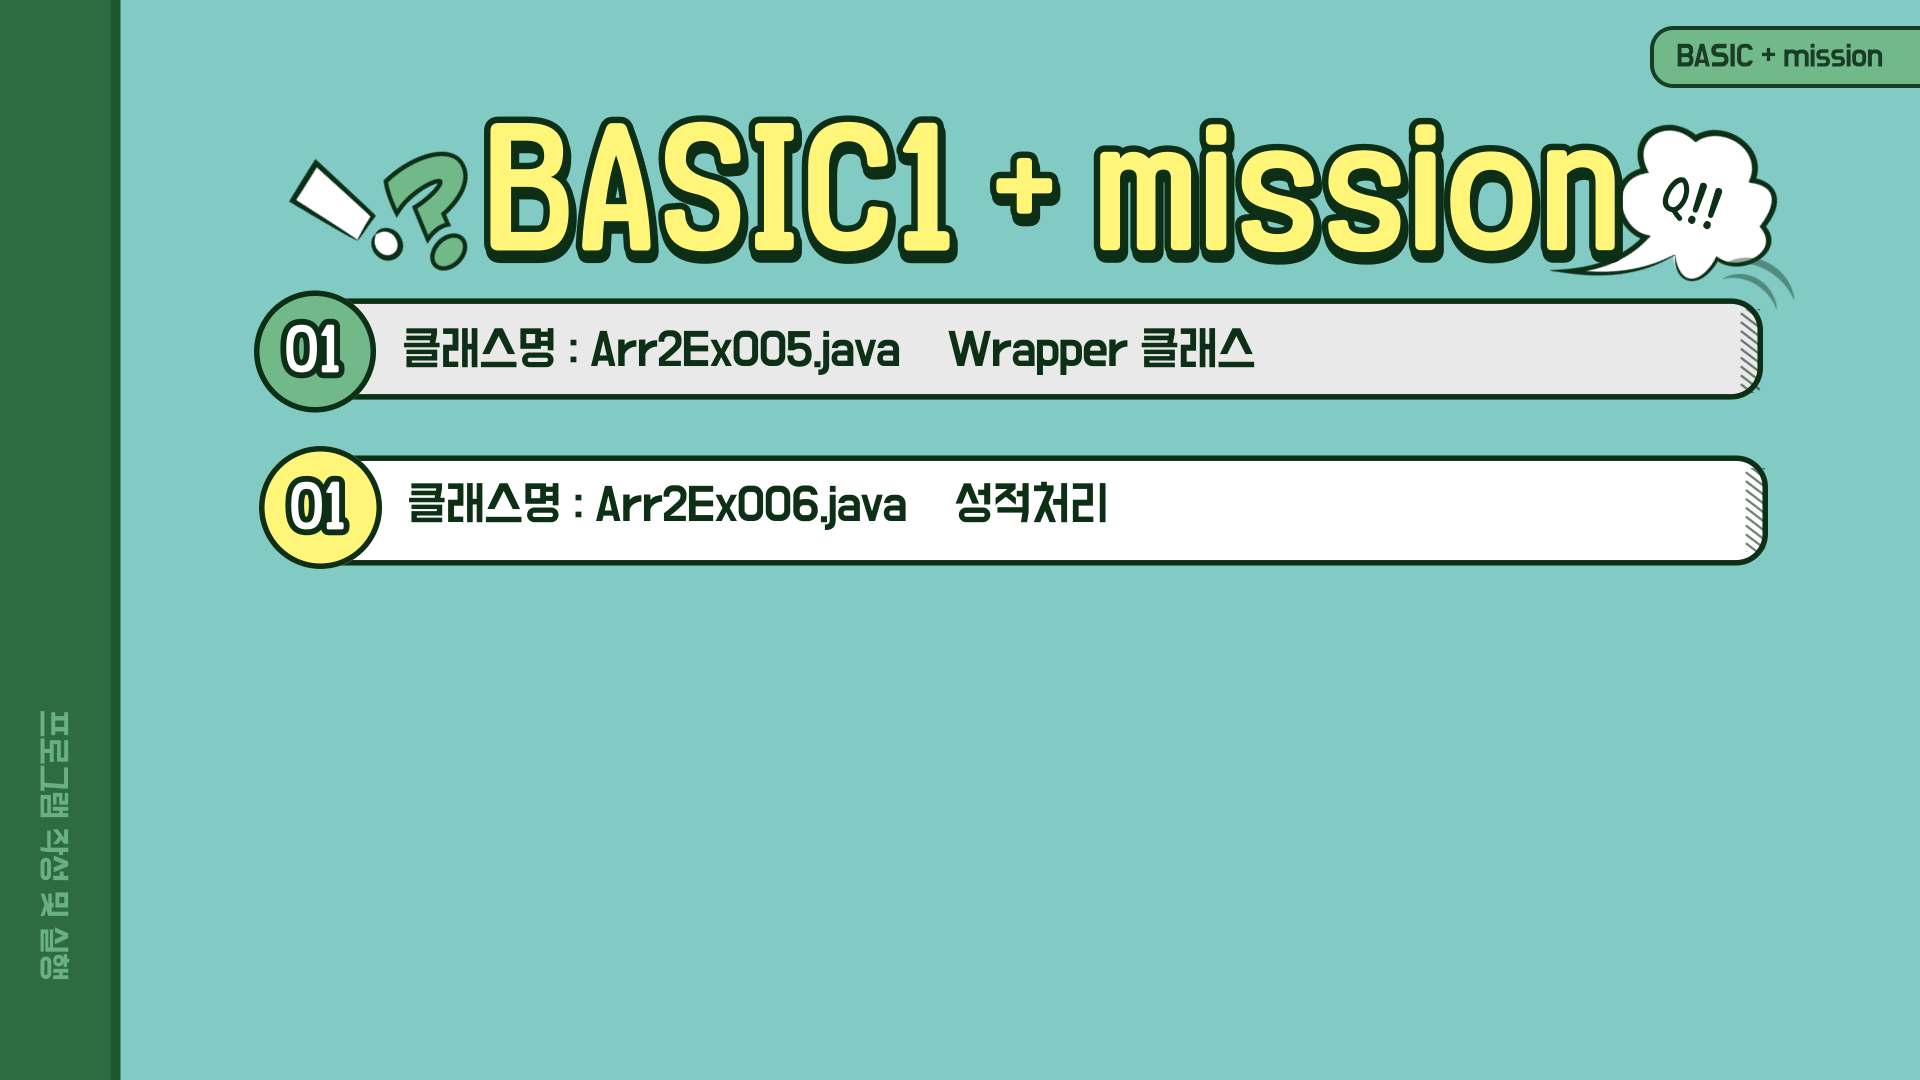 BASIC + mission
BASIC1 + mission
Q!!
01 클래스명 : Arr2Ex005.java Wrapper 클래스
01 클래스명 : Arr2Ex006.java 성적처리
프로그램 작성 및 실행